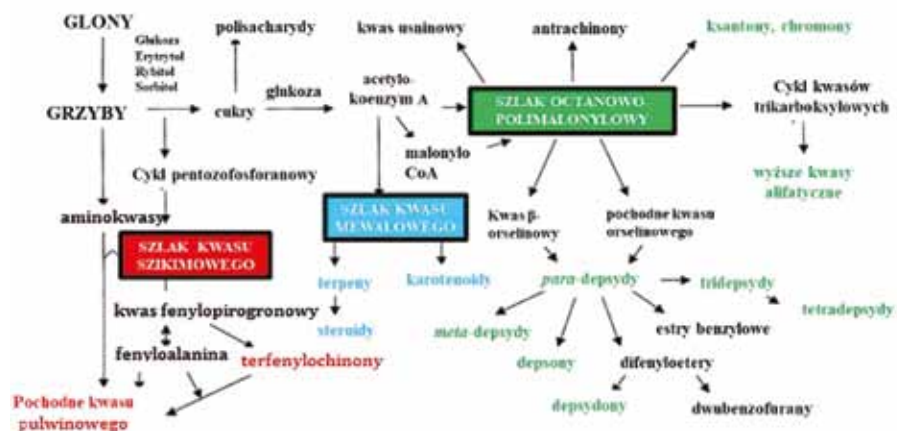 GLONY
Glukoza
Erytrytol
Rybitol
Sorbitol
polisacharydy
kwas usninowy
antrachinony
ksantony, chromony
GRZYBY
cukry
glukoza
acetylo-
koenzym A
SZLAK OCTANOWO
POLIMALONYLOWY
Cykl kwasów
trikarboksylowych
malonylo
CoA
Cykl pentozofosforanowy
wyższe kwasy
alifatyczne
aminokwasy
SZLAK KWASU
MEWALOWEGO
Kwas β-
orselinowy
pochodne kwasu
orselinowego
SZLAK KWASU
SZIKIMOWEGO
terpeny
karotenoidy
para-depsydy
tridepsydy
tetradepsydy
kwas fenylopirogronowy
steroidy
meta-depsydy
estry benzylowe
fenyloalanina
terfenylochinony
depsony
difenyloetery
Pochodne kwasu
pulwinowego
depsydony
dwubenzofurany